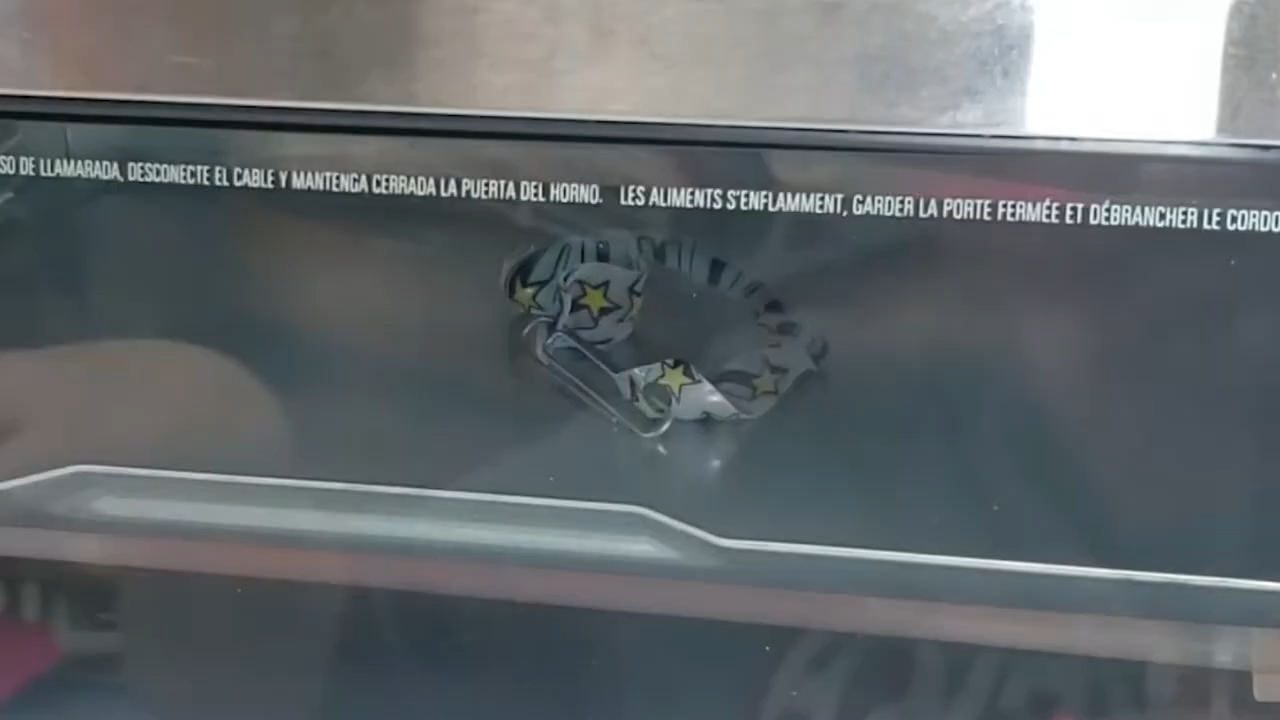 SO DE LLAMARADA, DESCONECTE EL CABLE Y MANTENGA CERRADA LA PUERTA DEL HORNO. LES ALIMENTS S'ENFLAMMENT, GARDER LA PORTE FERMÉE ET DÉBRANCHER LE CORDO